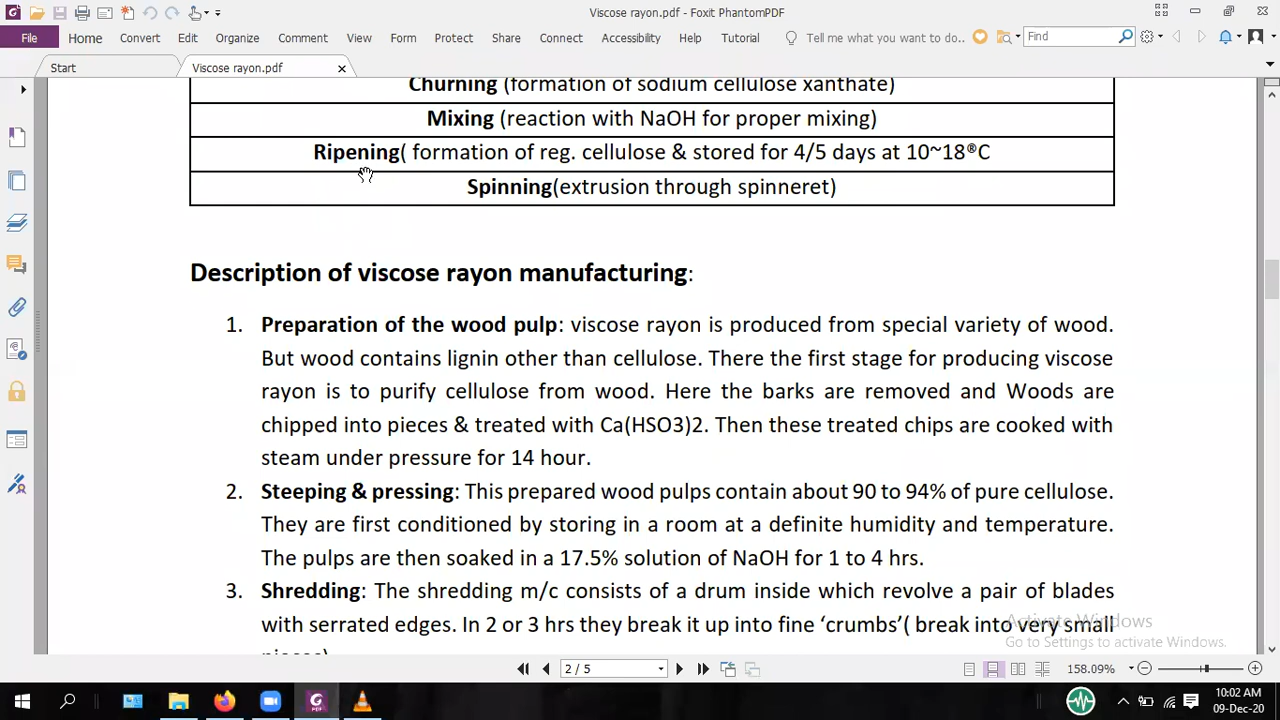 Viscose rayon.pdf - Foxit PhantomPDF
File Home Convert Edit Organize Comment View Form Protect Share Connect Accessibility Help Tutorial Tell me what you want to do.. Find
Start Viscose rayon.pdf
Churning (formation of sodium cellulose xanthate)
Mixing (reaction with NaOH for proper mixing)
Ripening( formation of reg. cellulose & stored for 4/5 days at 10~18®C
Spinning(extrusion through spinneret)
Description of viscose rayon manufacturing:
1. Preparation of the wood pulp: viscose rayon is produced from special variety of wood.
But wood contains lignin other than cellulose. There the first stage for producing viscose
rayon is to purify cellulose from wood. Here the barks are removed and Woods are
chipped into pieces & treated with Ca(HSO3)2. Then these treated chips are cooked with
steam under pressure for 14 hour.
2. Steeping & pressing: This prepared wood pulps contain about 90 to 94% of pure cellulose.
They are first conditioned by storing in a room at a definite humidity and temperature.
The pulps are then soaked in a 17.5% solution of NaOH for 1 to 4 hrs.
3. Shredding: The shredding m/c consists of a drum inside which revolve a pair of blades
with serrated edges. In 2 or 3 hrs they break it up into fine ‘crumbs’( break into very small
pieces)
Activate Windows
Go to Settings to activate Windows.
2 / 5 158.09%
10:02 AM
09-Dec-20